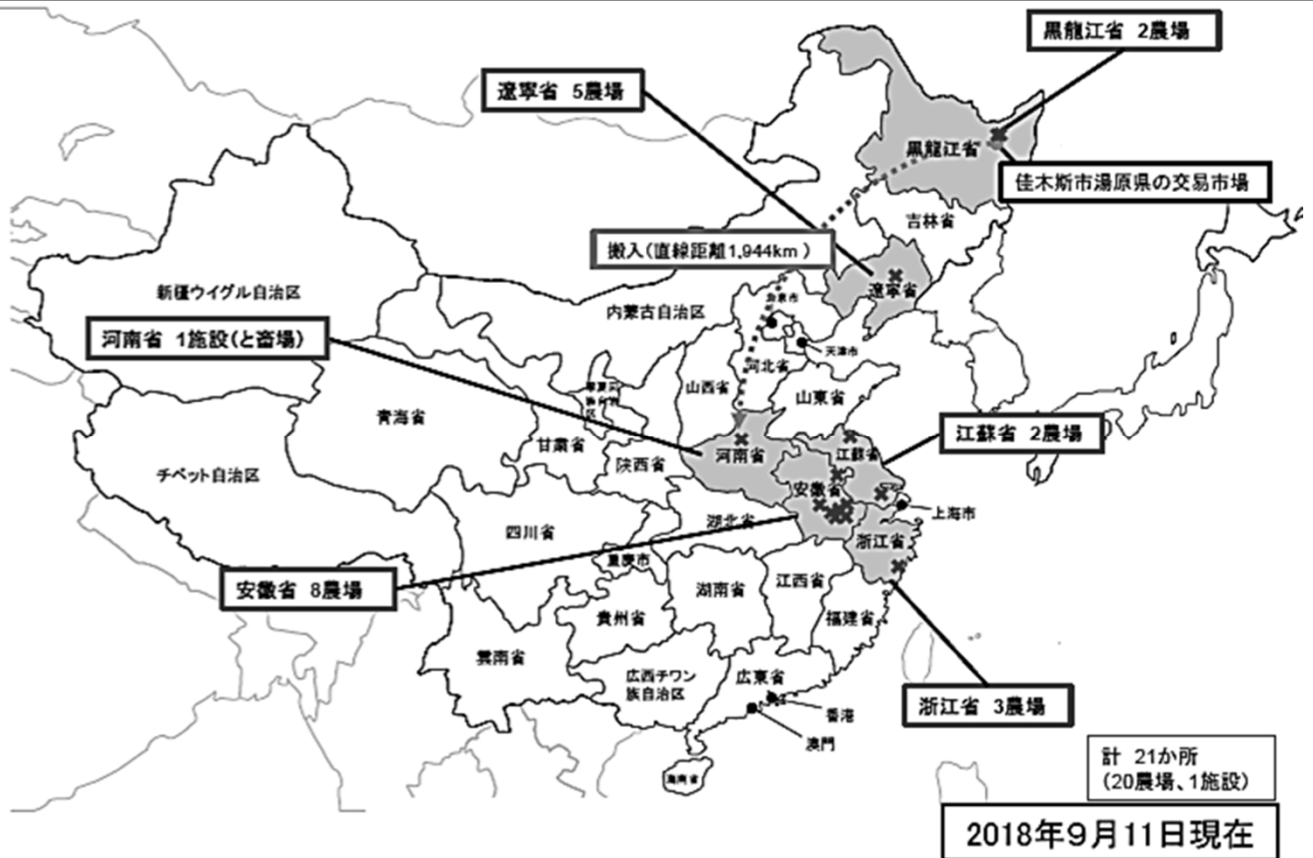 黒龍江省 2農場
遼寧省 5農場
黒龍江省
佳木斯市湯原県の交易市場
吉林省
搬入(直線距離1,944km)
遼寧省
新疆ウイグル自治区
北京市
内蒙古自治区
河南省 1施設(と畜場)
天津市
河北省
山西省
山東省
青海省
江蘇省 2農場
甘粛省
河南省
江蘇省
陝西省
チベット自治区
安徽省
上海市
湖北省
四川省
浙江省
重慶市
安徽省 8農場
湖南省
江西省
貴州省
福建省
雲南省
広西チワン
族自治区
広東省
浙江省 3農場
香港
澳門
海南省
計 21か所
(20農場、1施設)
2018年9月11日現在